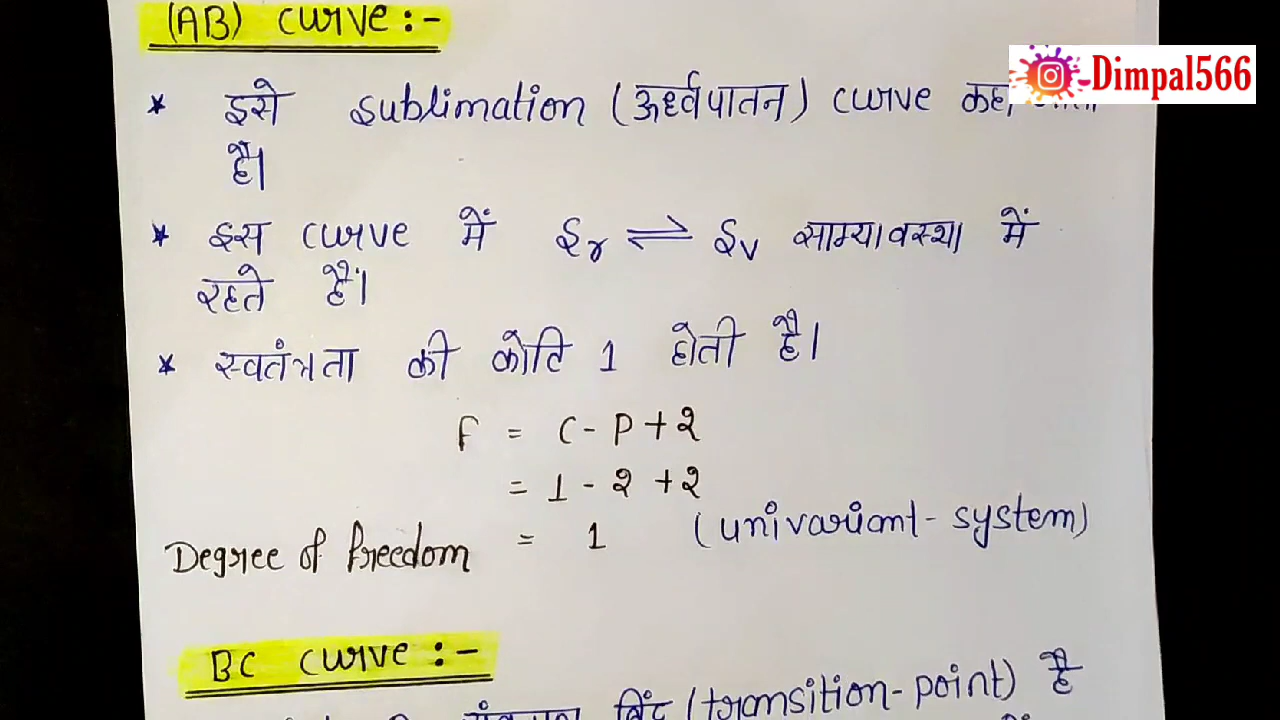 (AB) Curve :-
Dimpal566
* इसे Sublimation (ऊर्ध्वपातन) Curve कहा
है।
* इस Curve में Sr ⇌ Sv साम्यावस्था में
रहते हैं।
* स्वतंत्रता की कोटि 1 होती है।
F = C - P + 2
= 1 - 2 + 2
Degree of freedom = 1 (univariant - system)
BC Curve :-
बिंदु (transition - point) है